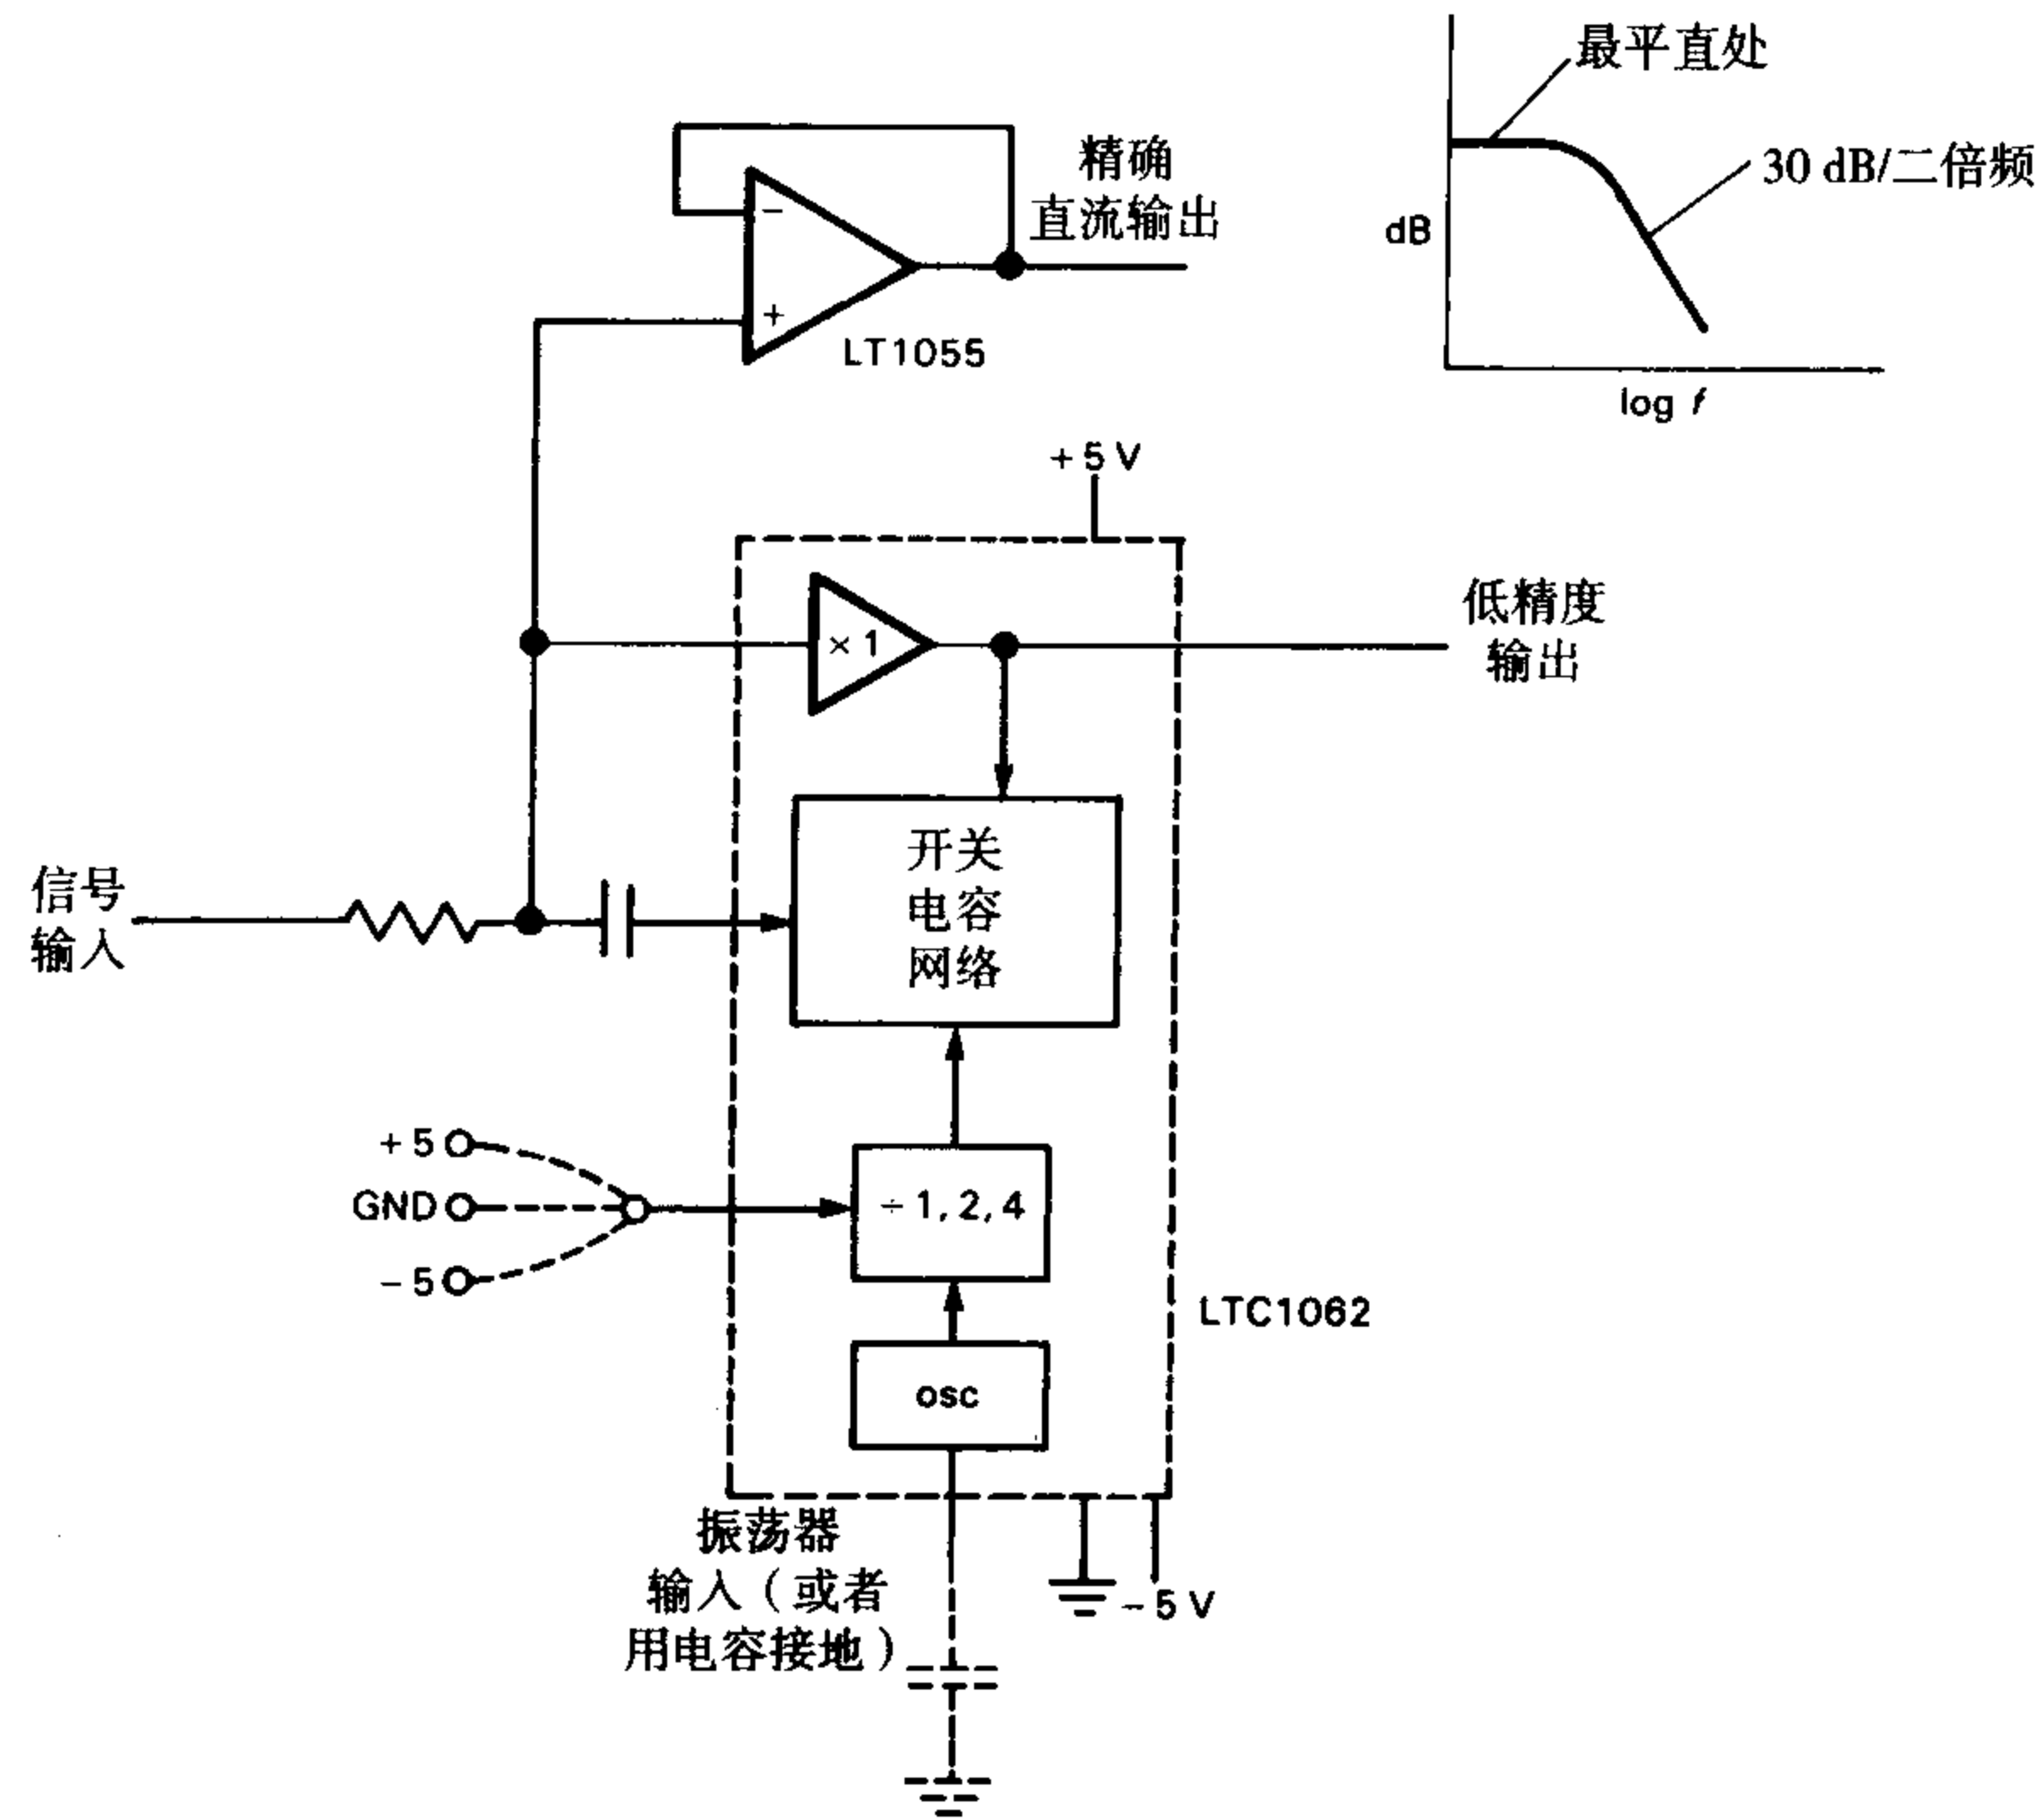 最平直处
30 dB/二倍频
dB
log f
精确
直流输出
−
+
LT1055
+5 V
×1
低精度
输出
开关
电容
网络
信号
输入
+5
GND
−5
÷1,2,4
osc
LTC1062
振荡器
输入（或者
用电容接地）
−5 V